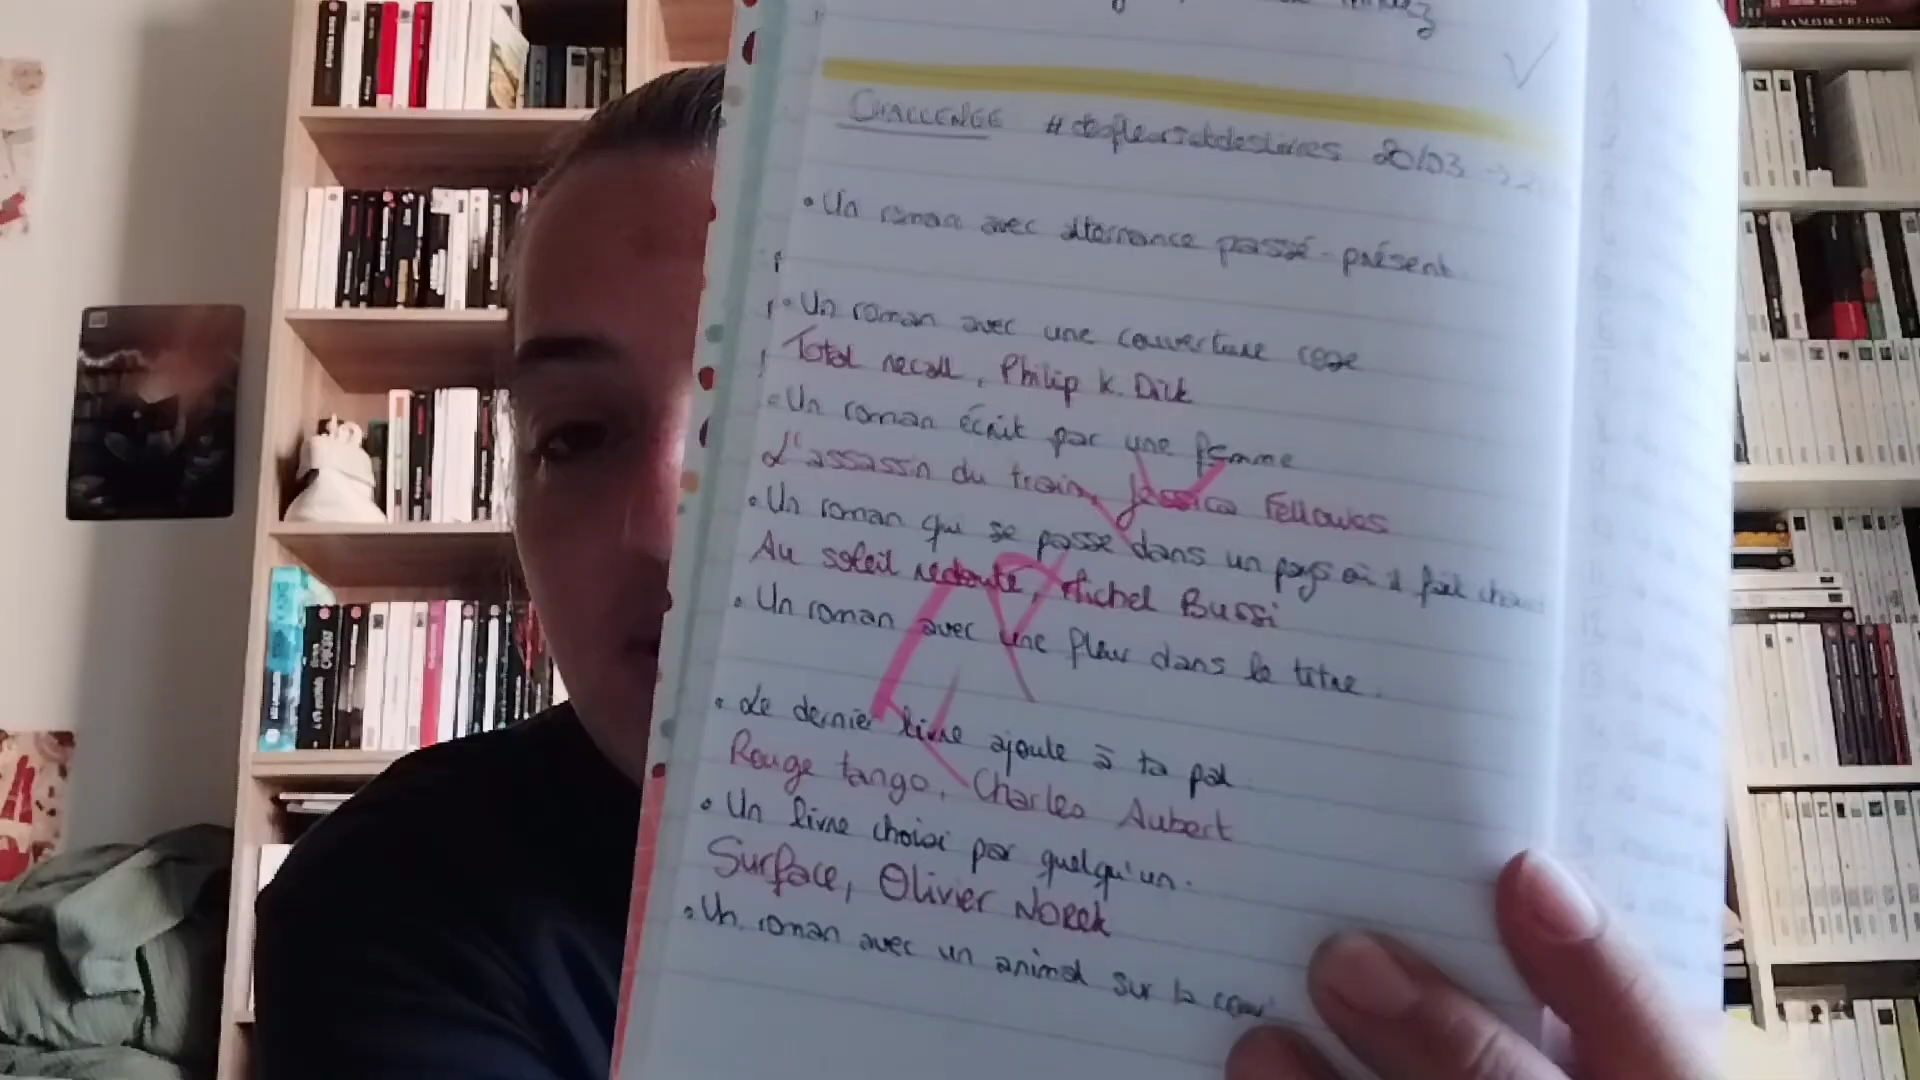 CHALLENGE #desfleursetdeslivres 20/03 →
• Un roman avec alternance passé-présent.
• Un roman avec une couverture rose
Total recall, Philip K. Dick
• Un roman écrit par une femme
L'assassin du train, Jessica Fellowes
• Un roman qui se passe dans un pays où il fait chaud
Au soleil redouté, Michel Bussi
• Un roman avec une fleur dans le titre.
• Le dernier livre ajouté à ta pal.
Rouge tango, Charles Aubert
• Un livre choisi par quelqu'un.
Surface, Olivier NOREK
• Un roman avec un animal sur la couv